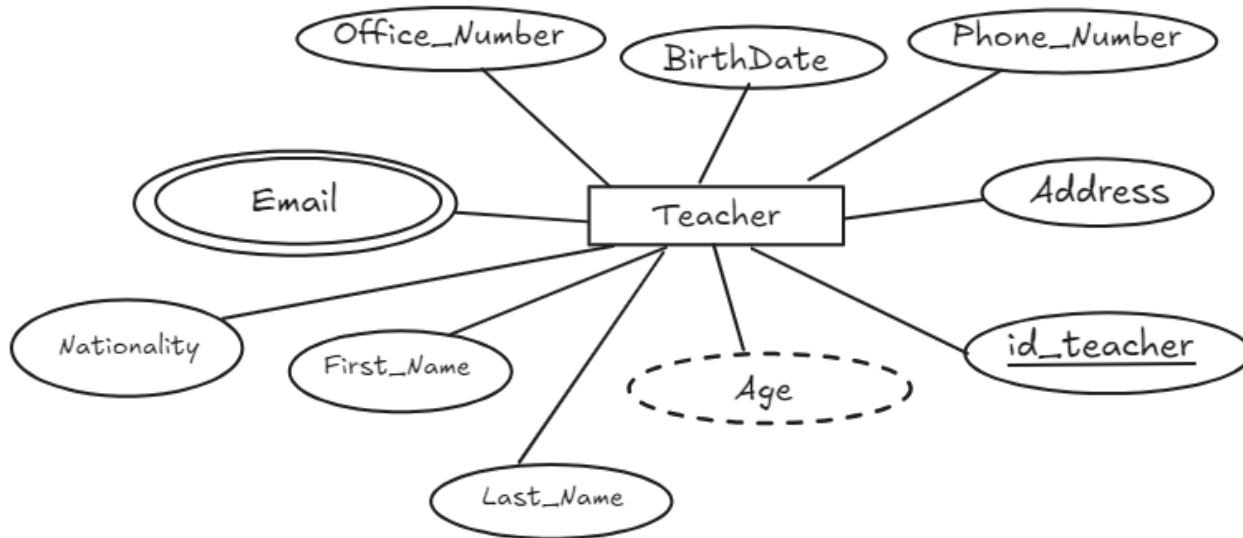 Office_Number
BirthDate
Phone_Number
Email
Teacher
Address
Nationality
First_Name
Age
id_teacher
Last_Name